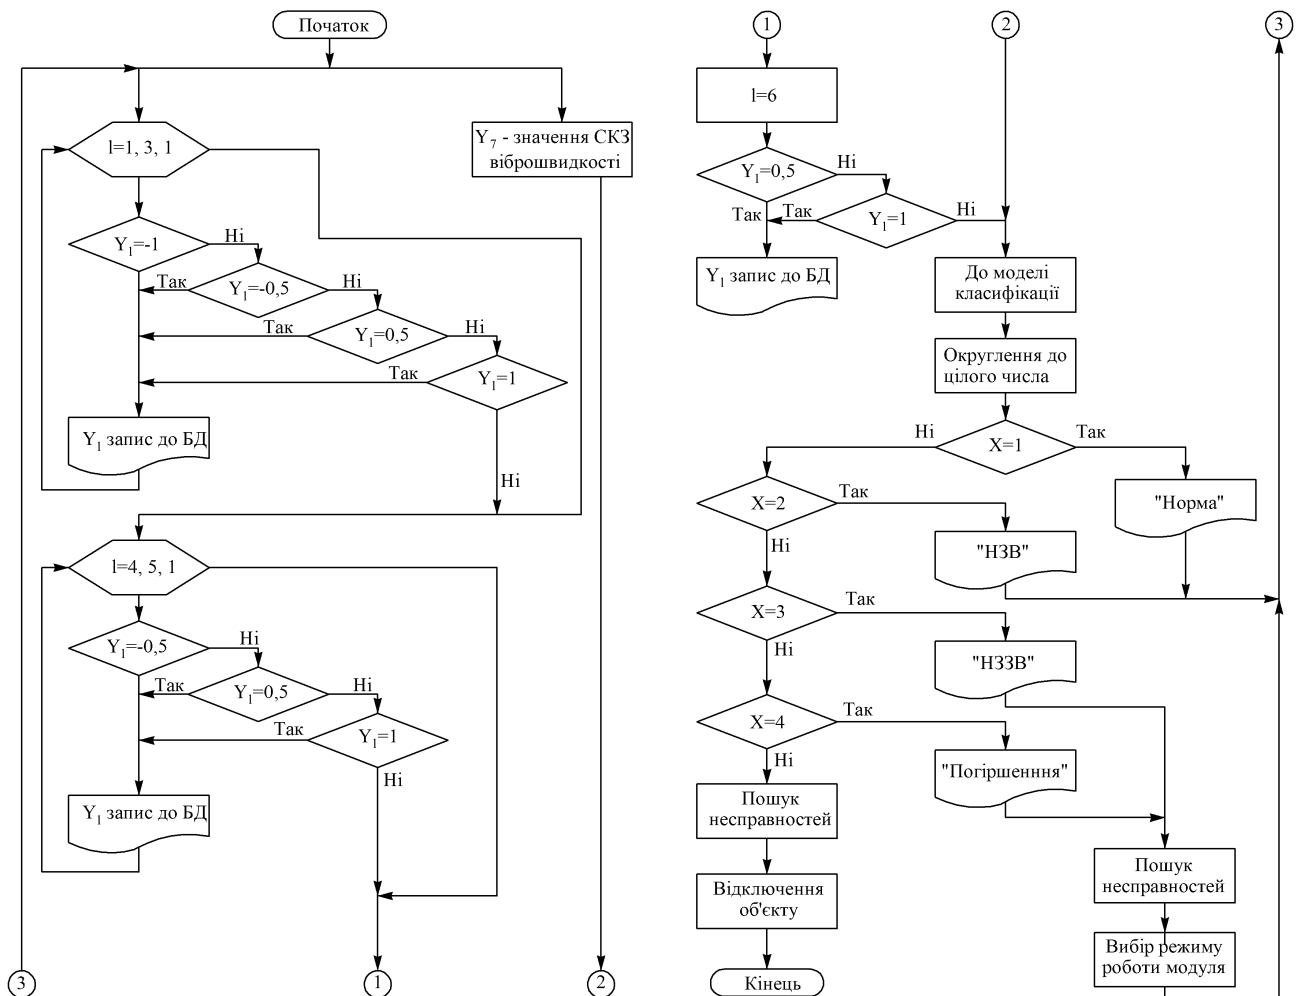 Початок
l=1, 3, 1
Y7 - значення СКЗ
віброшвидкості
Y1=-1
Ні
Так
Y1=-0,5
Ні
Так
Y1=0,5
Ні
Так
Y1=1
Y1 запис до БД
Ні
l=4, 5, 1
Y1=-0,5
Ні
Так
Y1=0,5
Ні
Так
Y1=1
Ні
Y1 запис до БД
3
1
2
1
2
3
l=6
Y1=0,5
Ні
Так
Так
Y1=1
Ні
Y1 запис до БД
До моделі
класифікації
Округлення до
цілого числа
Ні
X=1
Так
X=2
Так
"Норма"
Ні
"НЗВ"
X=3
Так
Ні
"НЗЗВ"
X=4
Так
Ні
"Погіршенння"
Пошук
несправностей
Відключення
об'єкту
Кінець
Пошук
несправностей
Вибір режиму
роботи модуля